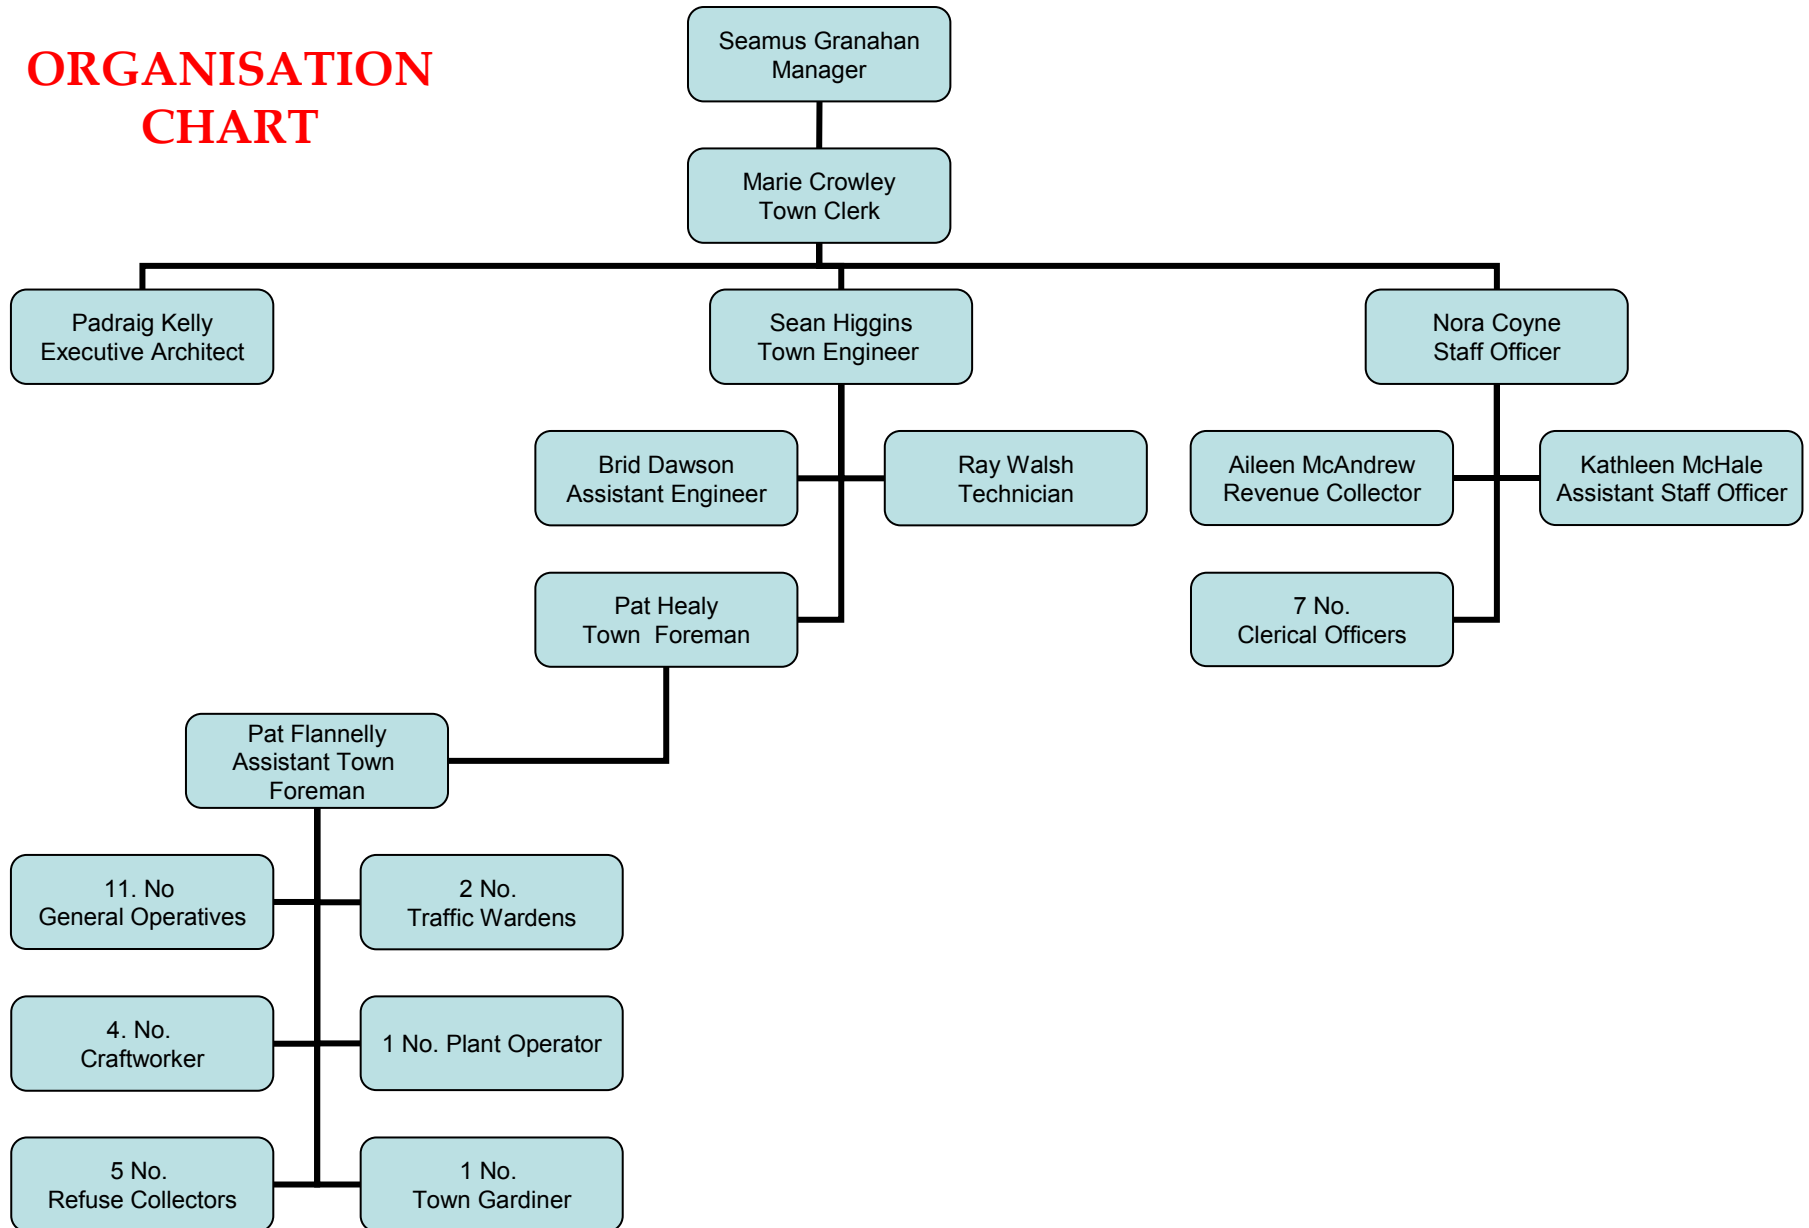 ORGANISATION
CHART
Seamus Granahan
Manager
Marie Crowley
Town Clerk
Padraig Kelly
Executive Architect
Sean Higgins
Town Engineer
Nora Coyne
Staff Officer
Brid Dawson
Assistant Engineer
Ray Walsh
Technician
Aileen McAndrew
Revenue Collector
Kathleen McHale
Assistant Staff Officer
Pat Healy
Town  Foreman
7 No.
Clerical Officers
Pat Flannelly
Assistant Town
Foreman
11. No
General Operatives
2 No.
Traffic Wardens
4. No.
Craftworker
1 No. Plant Operator
5 No.
Refuse Collectors
1 No.
Town Gardiner